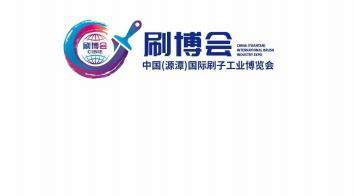 刷博会
CIBIE
刷博会
CHINA (YUANTAN)
INTERNATIONAL BRUSH
INDUSTRY EXPO
中国(源潭)国际刷子工业博览会